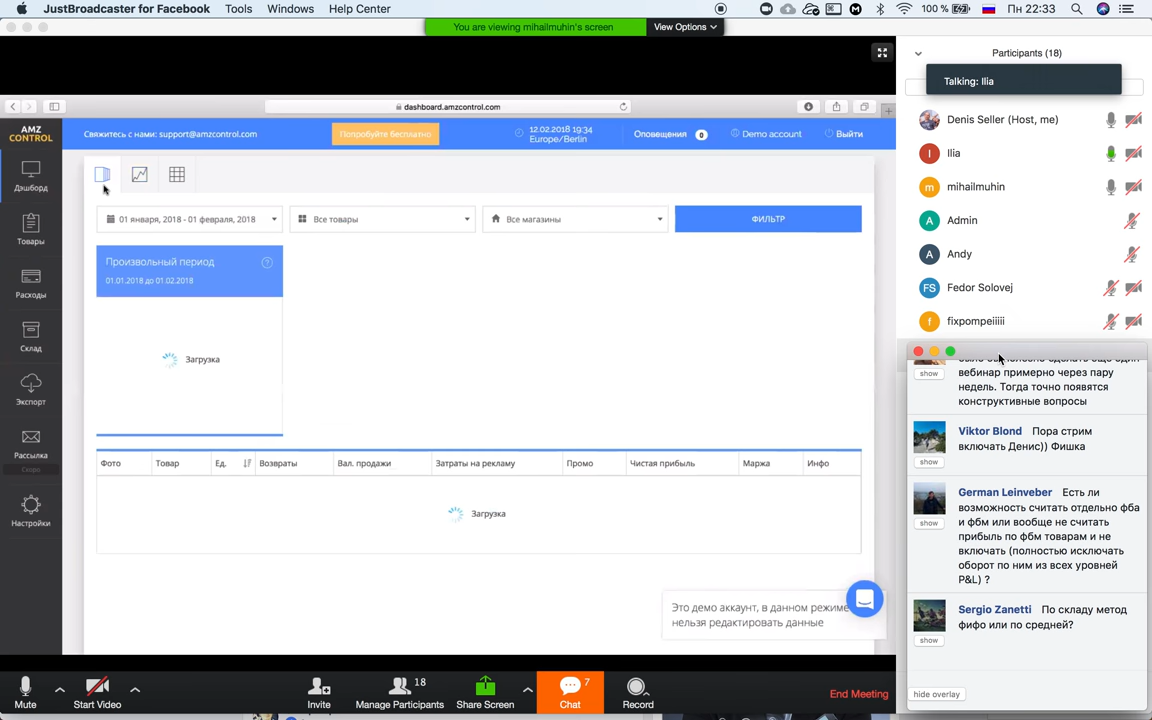 JustBroadcaster for Facebook Tools Windows Help Center
100 % Пн 22:33
You are viewing mihailmuhin's screen View Options
Participants (18)
Talking: Ilia
dashboard.amzcontrol.com
AMZ
CONTROL
Свяжитесь с нами: support@amzcontrol.com
Попробуйте бесплатно
12.02.2018 19:34
Europe/Berlin
Оповещения 0
Demo account
Выйти
Дэшборд
Товары
Расходы
Склад
Экспорт
Рассылка
Скоро
Настройки
01 января, 2018 - 01 февраля, 2018
Все товары
Все магазины
ФИЛЬТР
Произвольный период ?
01.01.2018 до 01.02.2018
Загрузка
Фото Товар Ед. Возвраты Вал. продажи Затраты на рекламу Промо Чистая прибыль Маржа Инфо
Загрузка
Это демо аккаунт, в данном режиме
нельзя редактировать данные
Denis Seller (Host, me)
I Ilia
m mihailmuhin
A Admin
A Andy
FS Fedor Solovej
f fixpompeiiiii
show
вебинар примерно через пару
недель. Тогда точно появятся
конструктивные вопросы
Viktor Blond Пора стрим
включать Денис)) Фишка
show
German Leinveber Есть ли
возможность считать отдельно фба
и фбм или вообще не считать
прибыль по фбм товарам и не
включать (полностью исключать
оборот по ним из всех уровней
P&L) ?
show
Sergio Zanetti По складу метод
фифо или по средней?
show
hide overlay
Mute
Start Video
Invite
18
Manage Participants
Share Screen
7
Chat
Record
End Meeting